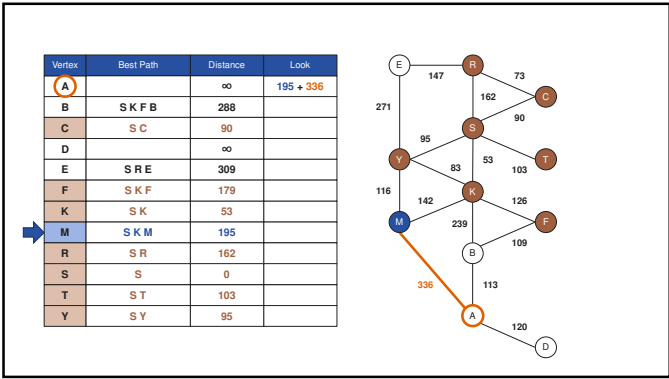 Vertex Best Path Distance Look
A ∞ 195 + 336
B S K F B 288
C S C 90
D ∞
E S R E 309
F S K F 179
K S K 53
M S K M 195
R S R 162
S S 0
T S T 103
Y S Y 95
E R
147 73
C
271 162
90
S
95
Y T
83 53 103
116 K
142 126
M F
239
109
B
336 113
A
120
D